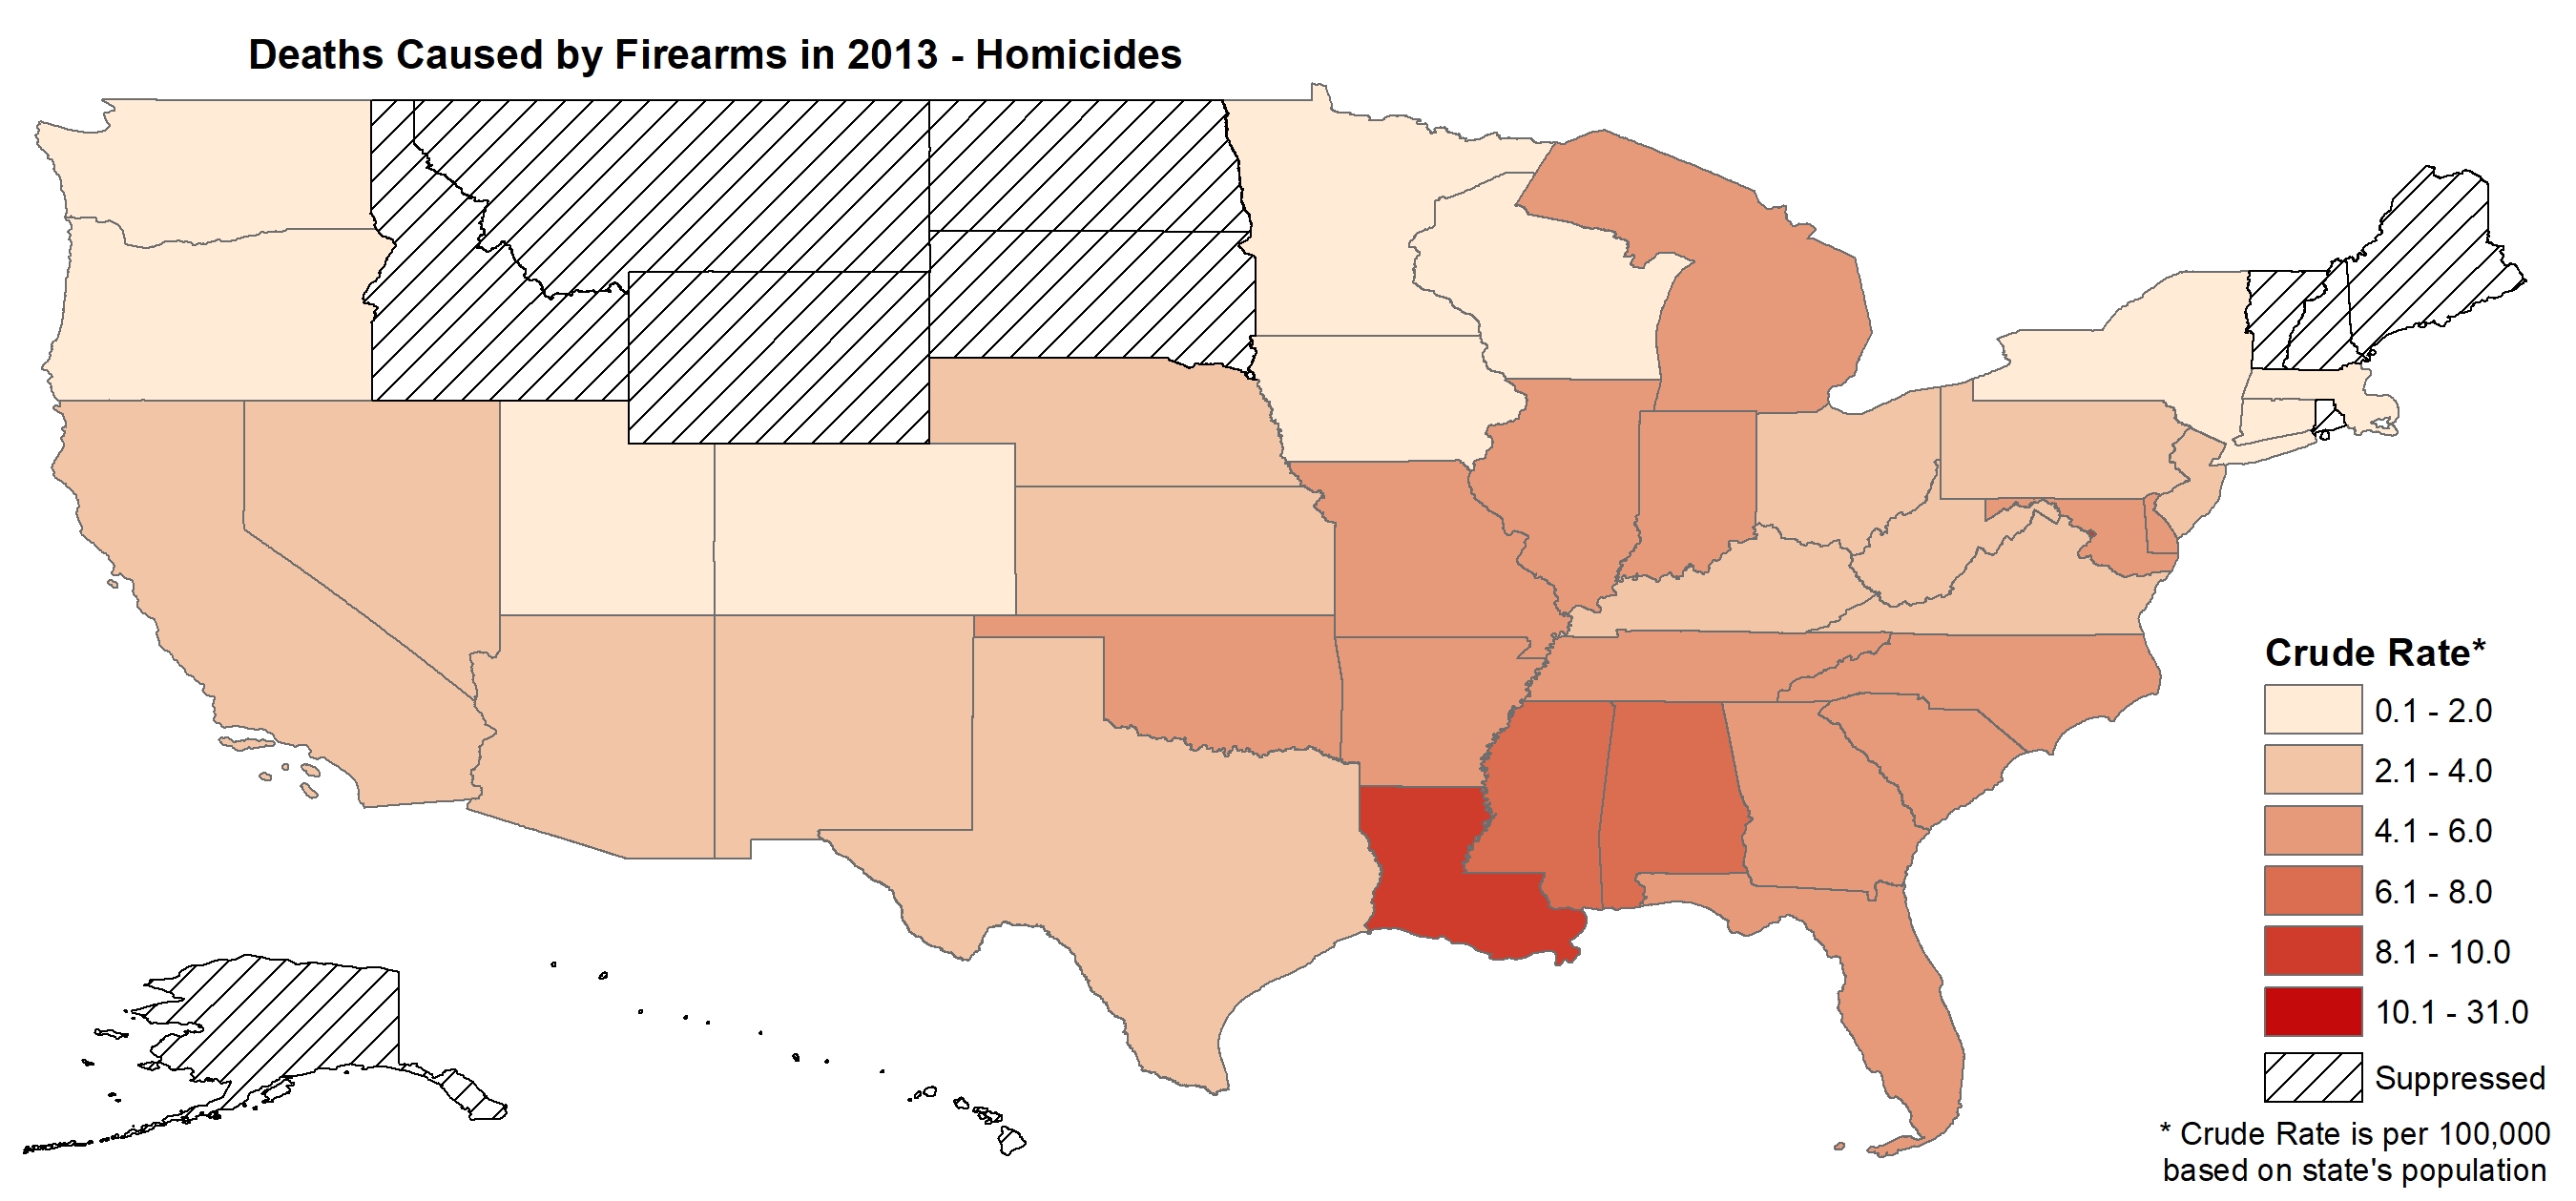 Deaths Caused by Firearms in 2013 - Homicides
Crude Rate*
0.1 - 2.0
2.1 - 4.0
4.1 - 6.0
6.1 - 8.0
8.1 - 10.0
10.1 - 31.0
Suppressed
* Crude Rate is per 100,000
based on state's population